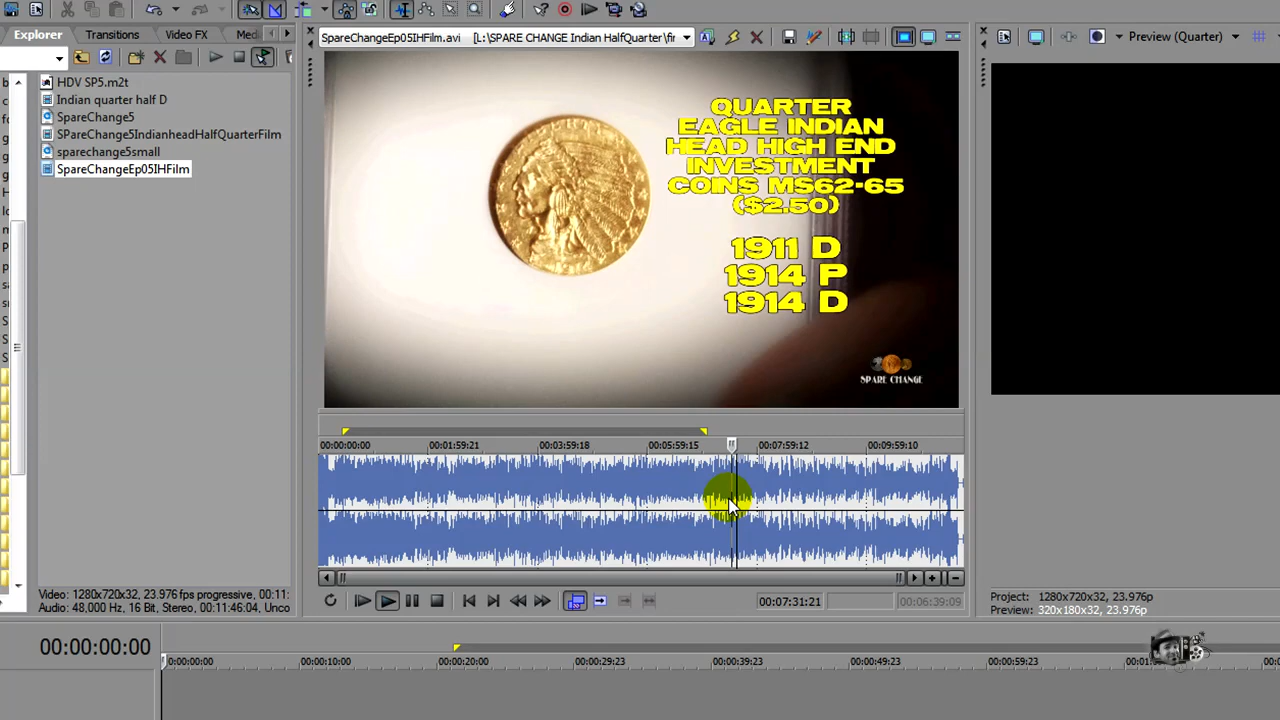 Explorer
Transitions
Video FX
HDV SP5.m2t
Indian quarter half D
SpareChange5
SPareChange5IndianheadHalfQuarterFilm
sparechange5small
SpareChangeEp05IHFilm
Video: 1280x720x32, 23.976 fps progressive, 00:11:
Audio: 48,000 Hz, 16 Bit, Stereo, 00:11:46:04, Unco
SpareChangeEp05IHFilm.avi [L:\SPARE CHANGE Indian HalfQuarter\fir
QUARTER
EAGLE INDIAN
HEAD HIGH END
INVESTMENT
COINS MS62-65
($2.50)
1911 D
1914 P
1914 D
SPARE CHANGE
00:00:00:00 00:01:59:21 00:03:59:18 00:05:59:15 00:07:59:12 00:09:59:10
00:07:31:21 00:06:39:09
Preview (Quarter)
Project: 1280x720x32, 23.976p
Preview: 320x180x32, 23.976p
00:00:00:00
00:00:00:00 00:00:10:00 00:00:20:00 00:00:29:23 00:00:39:23 00:00:49:23 00:00:59:23